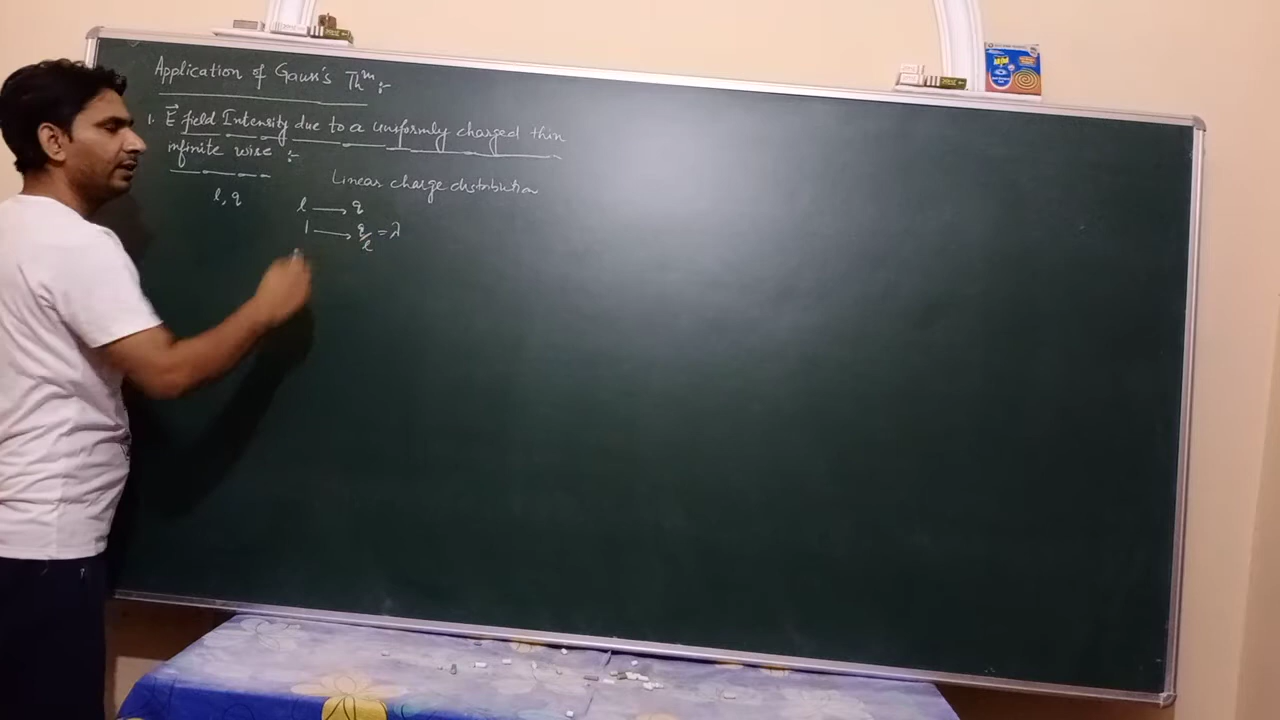 Application of Gauss's Thm :-
1. E⃗ field Intensity due to a uniformly charged thin
infinite wire :-
Linear charge distribution
l, q
l → q
1 → q/l = λ